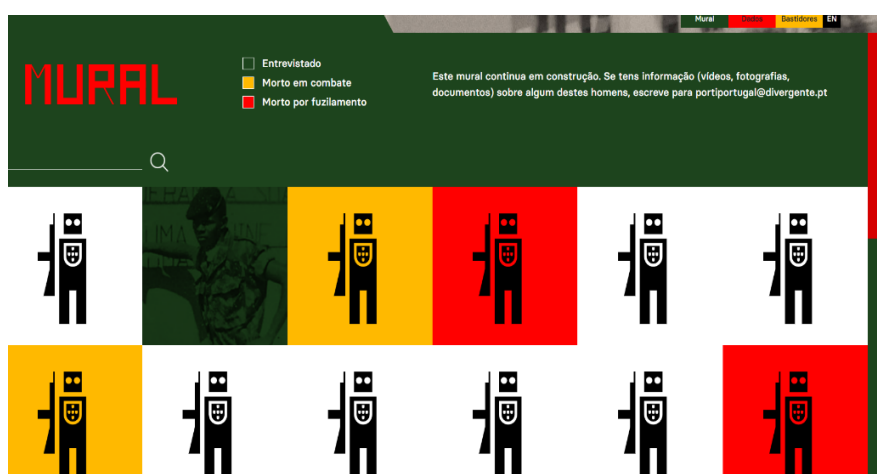 Mural Dados Bastidores EN
MURAL
Entrevistado
Morto em combate
Morto por fuzilamento
Este mural continua em construção. Se tens informação (vídeos, fotografias,
documentos) sobre algum destes homens, escreve para portiportugal@divergente.pt